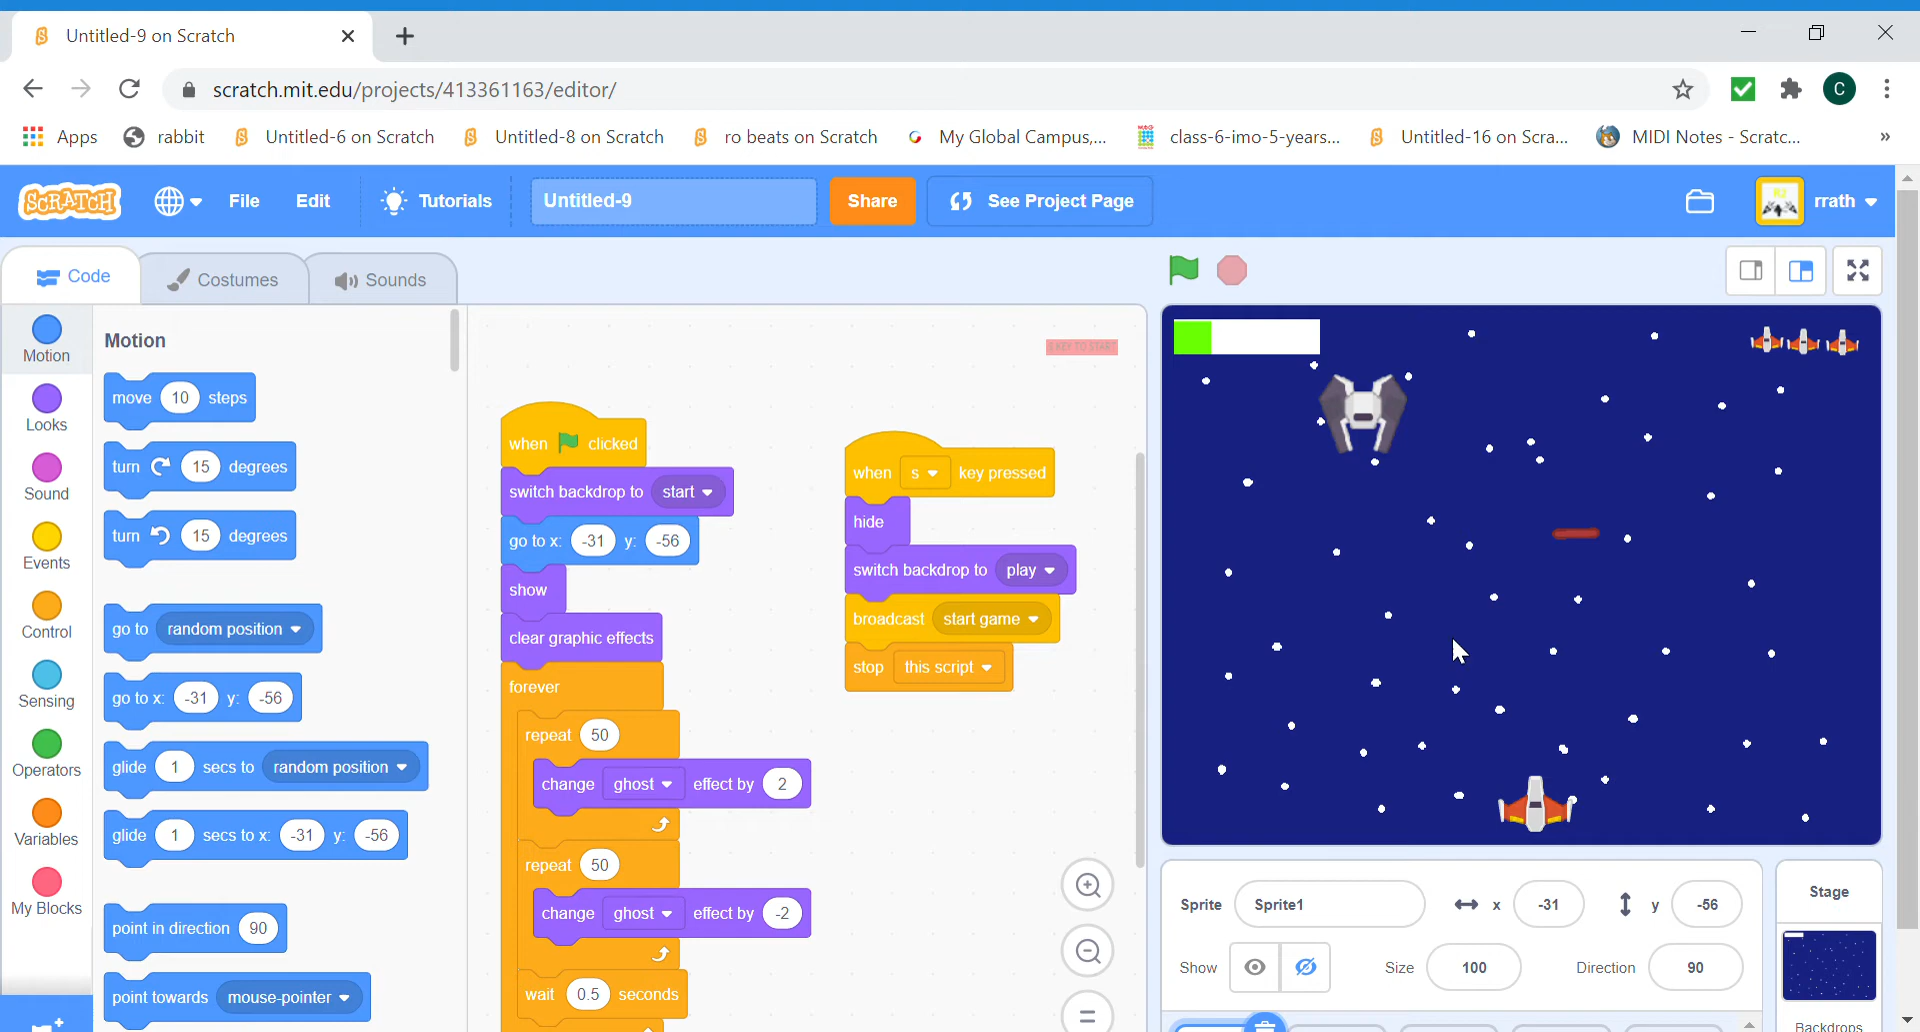 Untitled-9 on Scratch
scratch.mit.edu/projects/413361163/editor/
C
Apps rabbit Untitled-6 on Scratch Untitled-8 on Scratch ro beats on Scratch My Global Campus,... class-6-imo-5-years... Untitled-16 on Scra... MIDI Notes - Scratc... »
SCRATCH File Edit Tutorials Untitled-9 Share See Project Page rrath
Code Costumes Sounds
Motion
Looks
Sound
Events
Control
Sensing
Operators
Variables
My Blocks
Motion
move 10 steps
turn 15 degrees
turn 15 degrees
go to random position
go to x: -31 y: -56
glide 1 secs to random position
glide 1 secs to x: -31 y: -56
point in direction 90
point towards mouse-pointer
KEY TO START
when clicked
switch backdrop to start
go to x: -31 y: -56
show
clear graphic effects
forever
repeat 50
change ghost effect by 2
repeat 50
change ghost effect by -2
wait 0.5 seconds
when s key pressed
hide
switch backdrop to play
broadcast start game
stop this script
Sprite Sprite1 x -31 y -56
Show Size 100 Direction 90
Stage
Backdrops